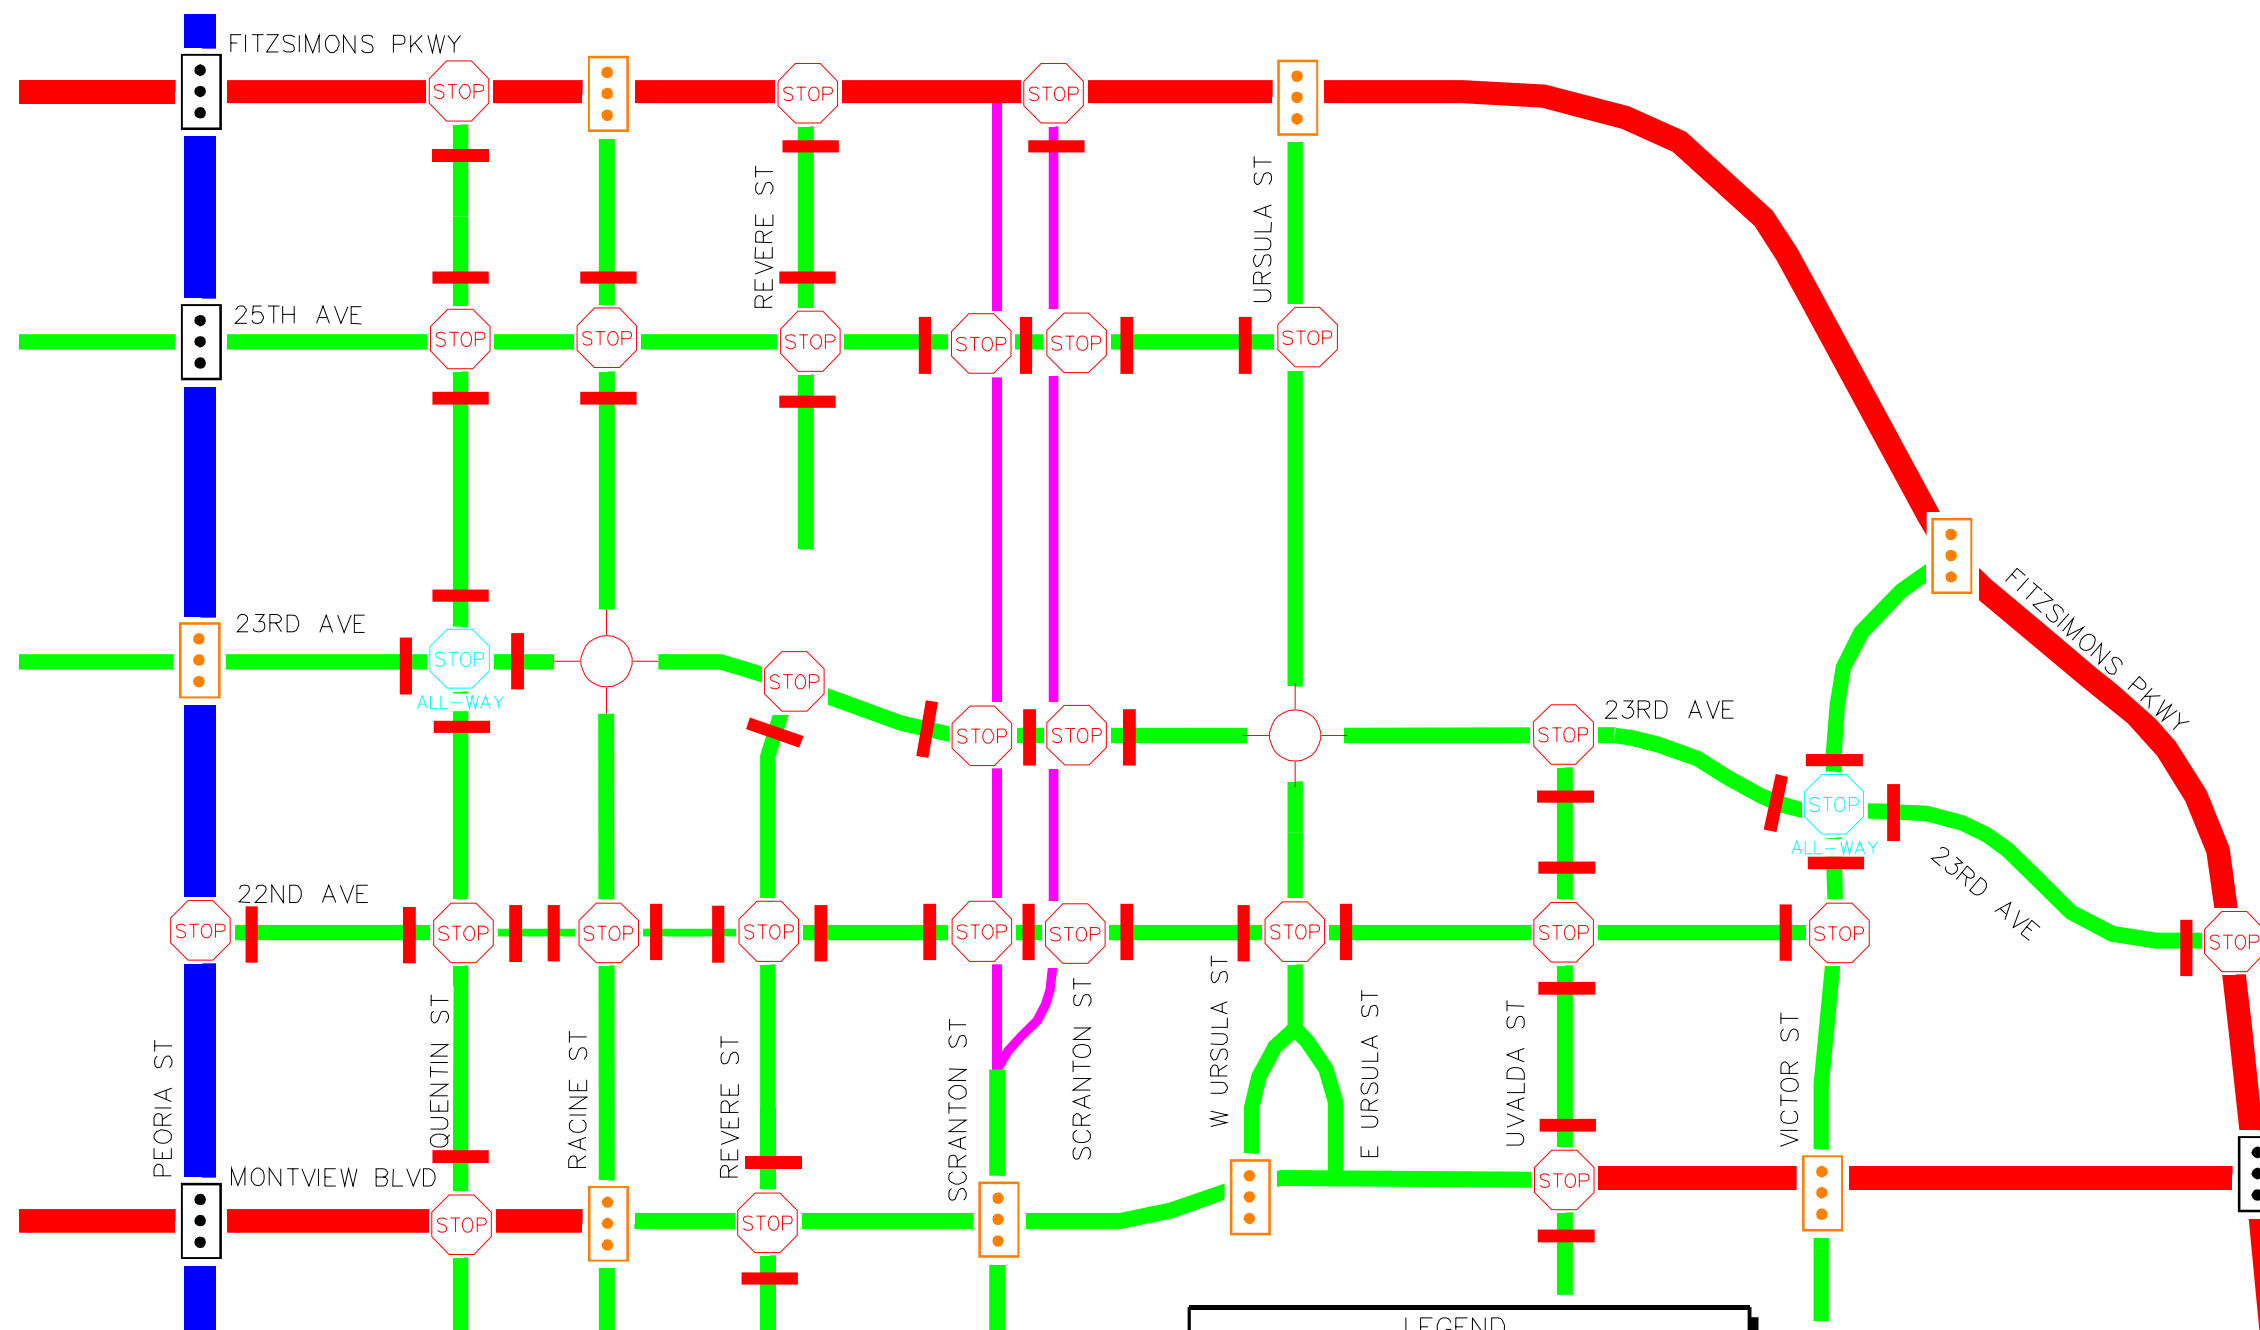 FITZSIMONS PKWY
STOP
STOP
STOP
REVERE ST
URSULA ST
25TH AVE
STOP
STOP
STOP
STOP
STOP
STOP
FITZSIMONS PKWY
23RD AVE
STOP
ALL-WAY
STOP
STOP
STOP
STOP
23RD AVE
STOP
ALL-WAY
23RD AVE
22ND AVE
STOP
STOP
STOP
STOP
STOP
STOP
STOP
STOP
STOP
STOP
PEORIA ST
QUENTIN ST
RACINE ST
REVERE ST
SCRANTON ST
SCRANTON ST
W URSULA ST
E URSULA ST
UVALDA ST
VICTOR ST
MONTVIEW BLVD
STOP
STOP
STOP
LEGEND